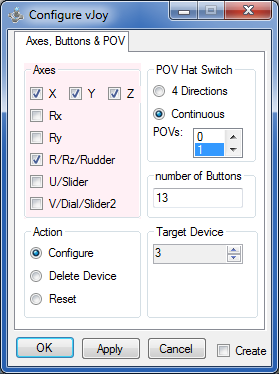 Configure vJoy
Axes, Buttons & POV
Axes
X Y Z
Rx
Ry
R/Rz/Rudder
U/Slider
V/Dial/Slider2
POV Hat Switch
4 Directions
Continuous
POVs: 0
1
number of Buttons
13
Action
Configure
Delete Device
Reset
Target Device
3
OK Apply Cancel Create